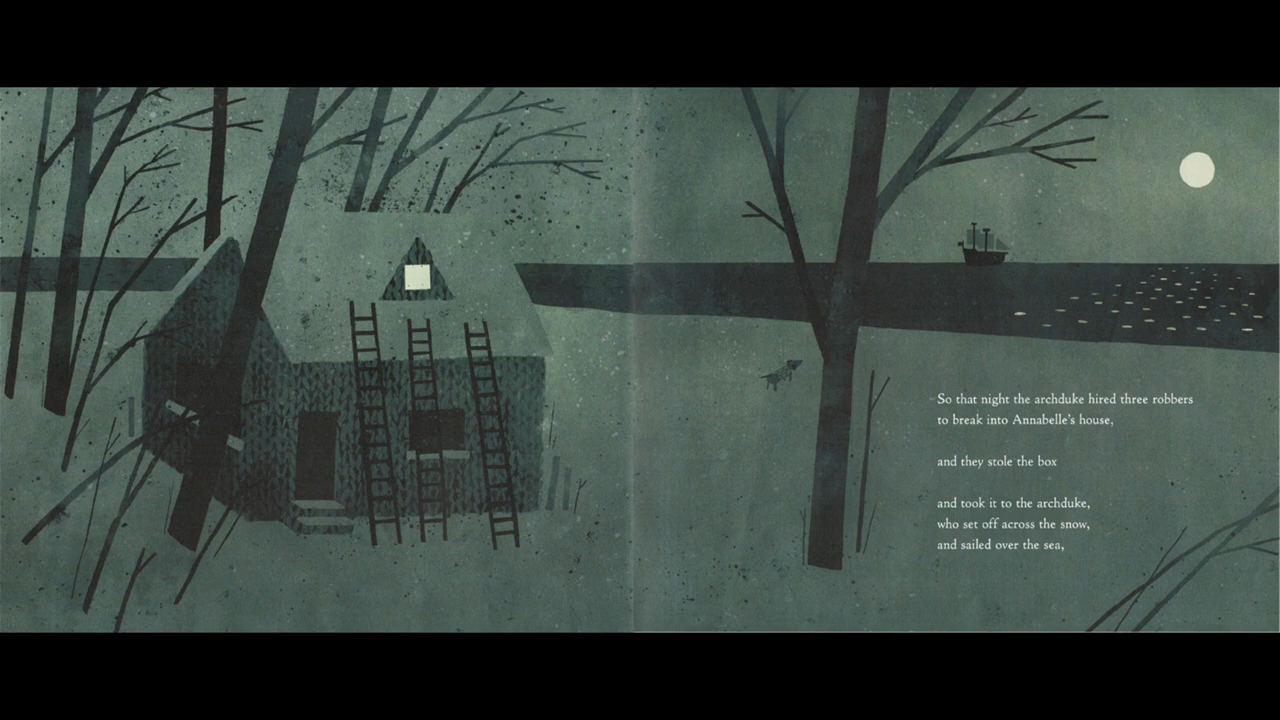 So that night the archduke hired three robbers
to break into Annabelle's house,
and they stole the box
and took it to the archduke,
who set off across the snow,
and sailed over the sea,